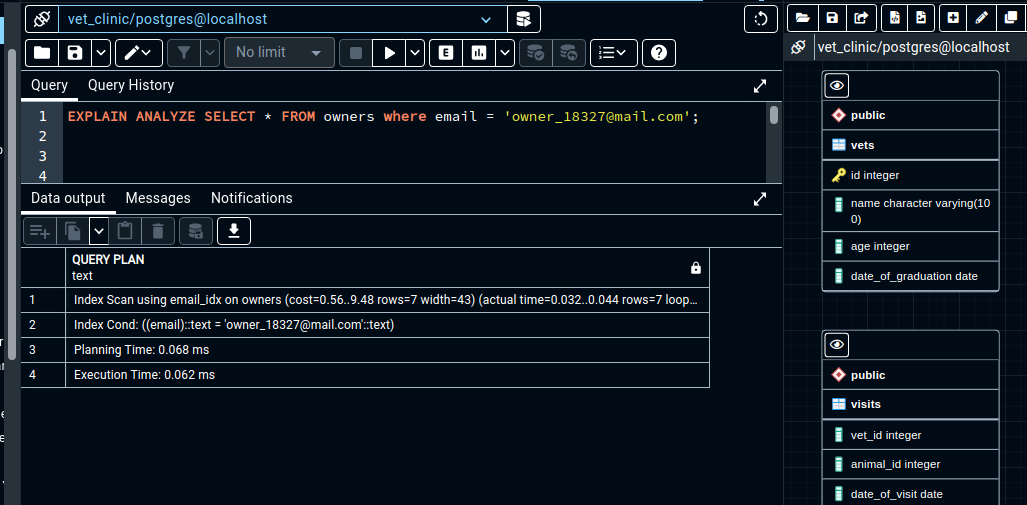 vet_clinic/postgres@localhost
No limit
E
Query
Query History
1
EXPLAIN ANALYZE SELECT * FROM owners where email = 'owner_18327@mail.com';
2
3
4
Data output
Messages
Notifications
QUERY PLAN
text
1
Index Scan using email_idx on owners (cost=0.56..9.48 rows=7 width=43) (actual time=0.032..0.044 rows=7 loop...
2
Index Cond: ((email)::text = 'owner_18327@mail.com'::text)
3
Planning Time: 0.068 ms
4
Execution Time: 0.062 ms
vet_clinic/postgres@localhost
public
vets
id integer
name character varying(10
0)
age integer
date_of_graduation date
public
visits
vet_id integer
animal_id integer
date_of_visit date